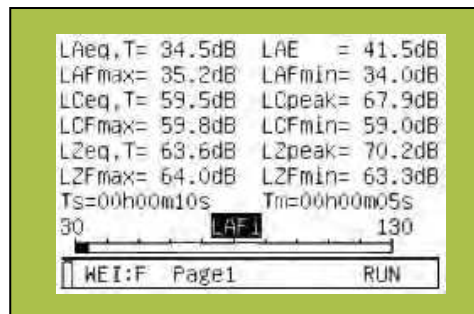 LAeq,T= 34.5dB LAE = 41.5dB
LAFmax= 35.2dB LAFmin= 34.0dB
LCeq,T= 59.5dB LCpeak= 67.9dB
LCFmax= 59.8dB LCFmin= 59.0dB
LZeq,T= 63.6dB LZpeak= 70.2dB
LZFmax= 64.0dB LZFmin= 63.3dB
Ts=00h00m10s Tm=00h00m05s
30 LAF1 130
WEI:F Page1 RUN